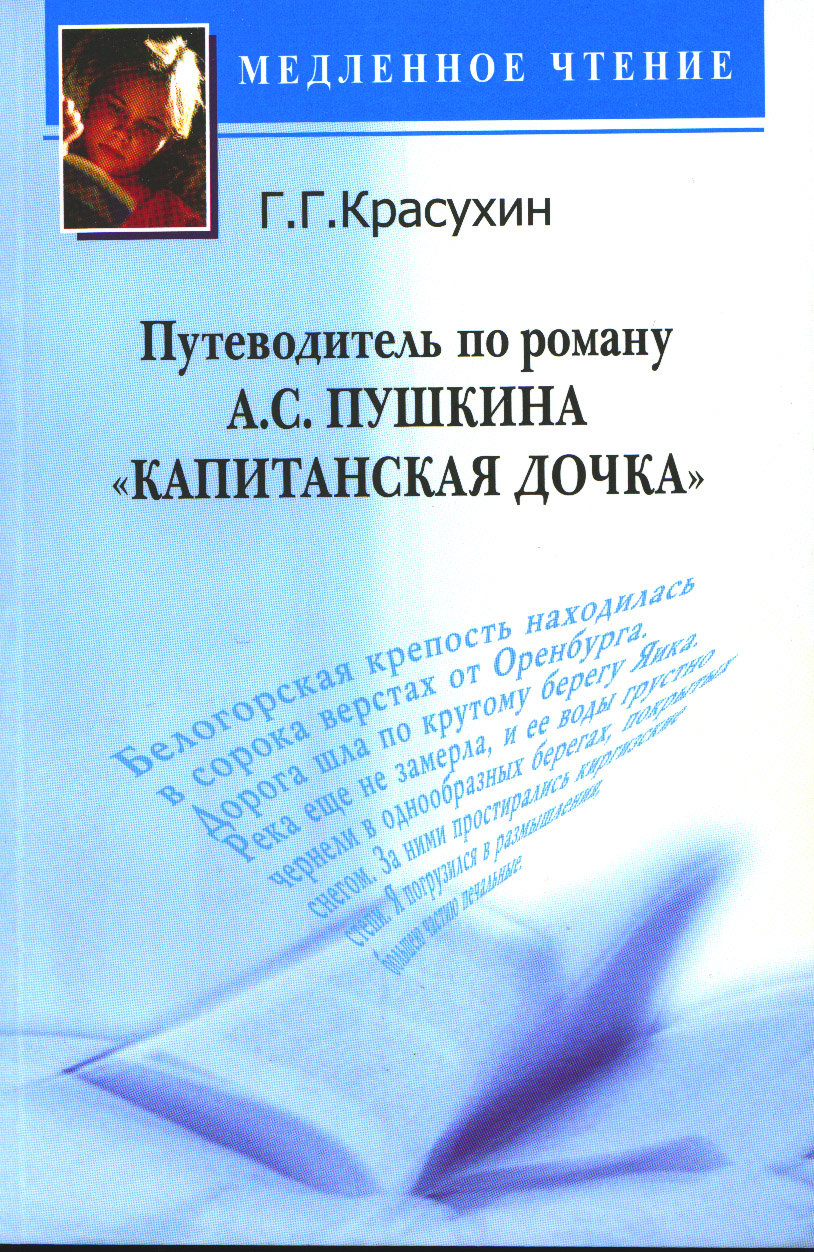 МЕДЛЕННОЕ ЧТЕНИЕ
Г.Г.Красухин
Путеводитель по роману
А.С. ПУШКИНА
«КАПИТАНСКАЯ ДОЧКА»
Белогорская крепость находилась
в сорока верстах от Оренбурга.
Дорога шла по крутому берегу Яика.
Река еще не замерла, и ее воды грустно
чернели в однообразных берегах, покрытых
снегом. За ними простирались киргизские
степи. Я погрузился в размышления,
большею частию печальные.